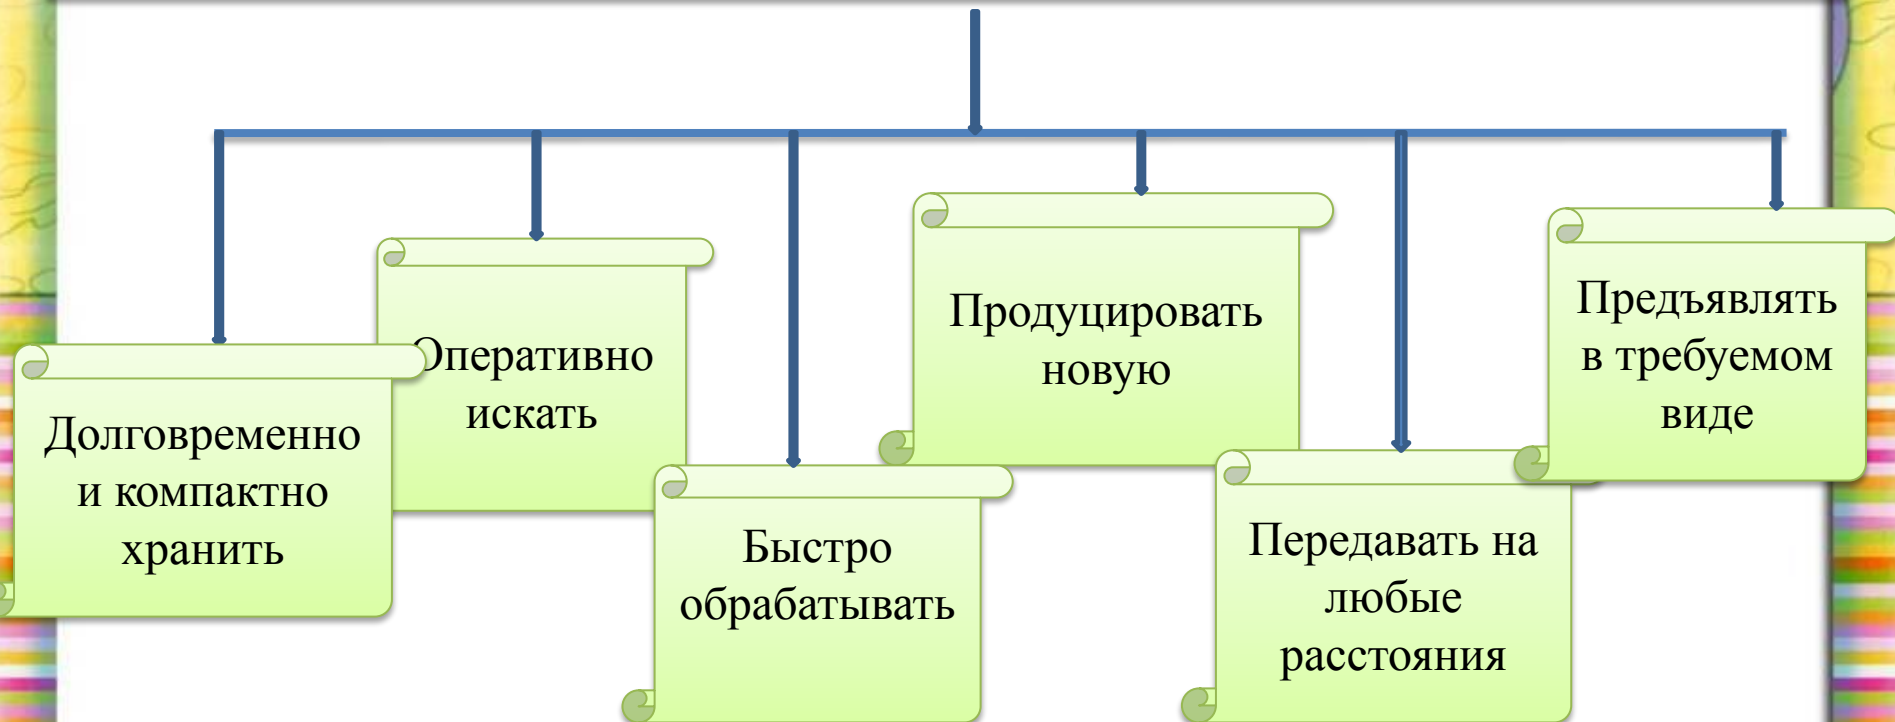 Долговременно
и компактно
хранить
Оперативно
искать
Быстро
обрабатывать
Продуцировать
новую
Передавать на
любые
расстояния
Предъявлять
в требуемом
виде